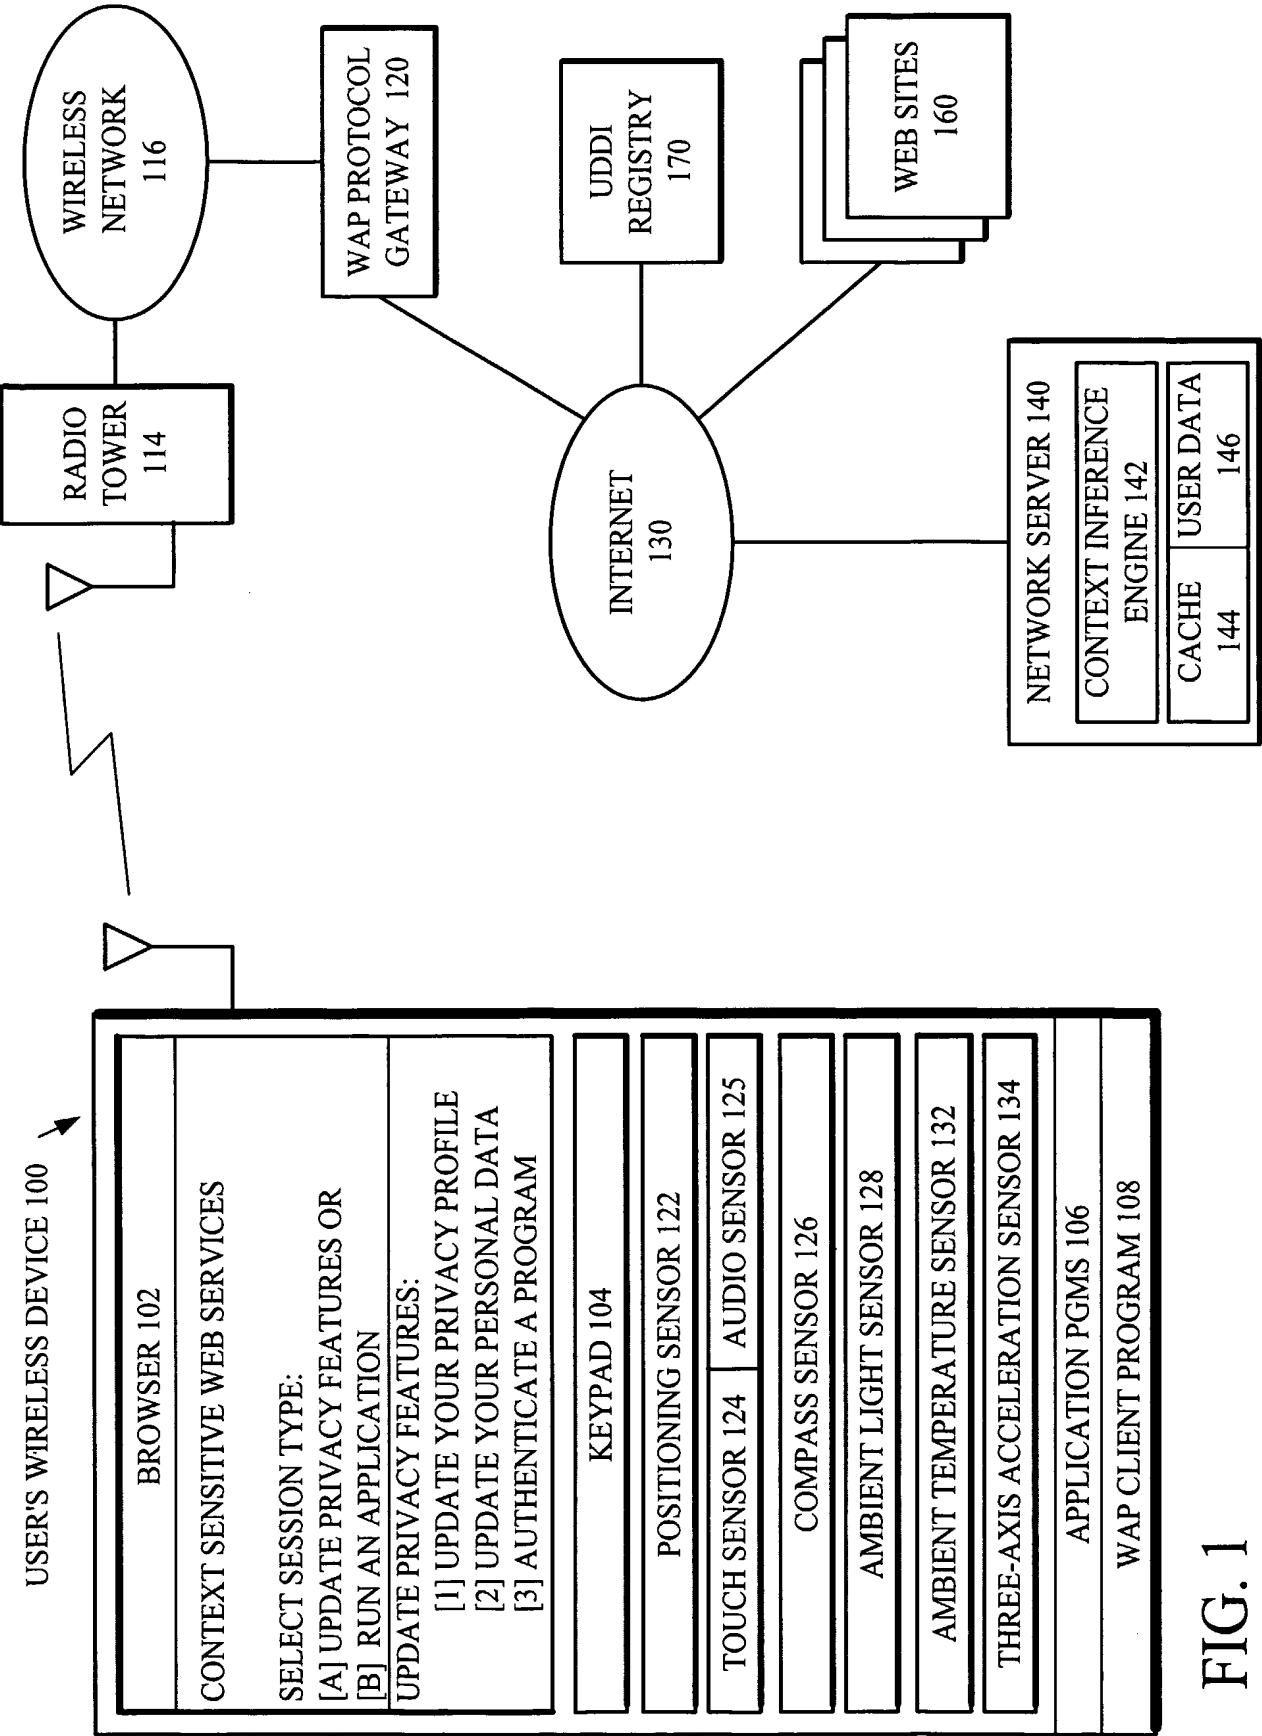 USER'S WIRELESS DEVICE 100
BROWSER 102
CONTEXT SENSITIVE WEB SERVICES
SELECT SESSION TYPE:
[A] UPDATE PRIVACY FEATURES OR
[B] RUN AN APPLICATION
UPDATE PRIVACY FEATURES:
[1] UPDATE YOUR PRIVACY PROFILE
[2] UPDATE YOUR PERSONAL DATA
[3] AUTHENTICATE A PROGRAM
KEYPAD 104
POSITIONING SENSOR 122
TOUCH SENSOR 124
AUDIO SENSOR 125
COMPASS SENSOR 126
AMBIENT LIGHT SENSOR 128
AMBIENT TEMPERATURE SENSOR 132
THREE-AXIS ACCELERATION SENSOR 134
APPLICATION PGMS 106
WAP CLIENT PROGRAM 108
RADIO
TOWER
114
WIRELESS
NETWORK
116
WAP PROTOCOL
GATEWAY 120
INTERNET
130
UDDI
REGISTRY
170
WEB SITES
160
NETWORK SERVER 140
CONTEXT INFERENCE
ENGINE 142
CACHE
144
USER DATA
146
FIG. 1